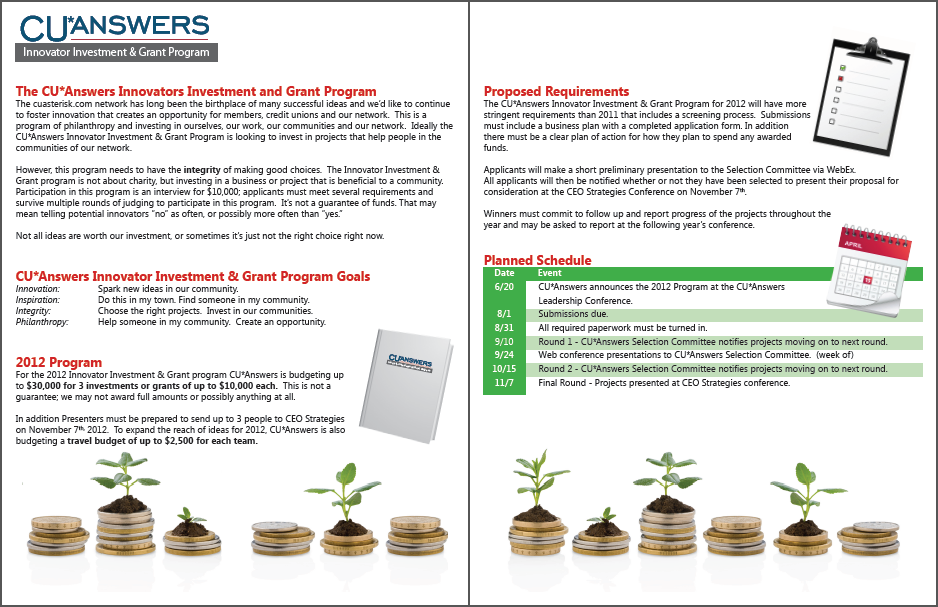 CU*ANSWERS
Innovator Investment & Grant Program
The CU*Answers Innovators Investment and Grant Program
The cuasterisk.com network has long been the birthplace of many successful ideas and we'd like to continue
to foster innovation that creates an opportunity for members, credit unions and our network. This is a
program of philanthropy and investing in ourselves, our work, our communities and our network. Ideally the
CU*Answers Innovator Investment & Grant Program is looking to invest in projects that help people in the
communities of our network.
However, this program needs to have the integrity of making good choices. The Innovator Investment &
Grant program is not about charity, but investing in a business or project that is beneficial to a community.
Participation in this program is an interview for $10,000; applicants must meet several requirements and
survive multiple rounds of judging to participate in this program. It's not a guarantee of funds. That may
mean telling potential innovators "no" as often, or possibly more often than "yes."
Not all ideas are worth our investment, or sometimes it's just not the right choice right now.
CU*Answers Innovator Investment & Grant Program Goals
Innovation: Spark new ideas in our community.
Inspiration: Do this in my town. Find someone in my community.
Integrity: Choose the right projects. Invest in our communities.
Philanthropy: Help someone in my community. Create an opportunity.
2012 Program
For the 2012 Innovator Investment & Grant program CU*Answers is budgeting
up to $30,000 for 3 investments or grants of up to $10,000 each. This is not a
guarantee; we may not award full amounts or possibly anything at all.
In addition Presenters must be prepared to send up to 3 people to CEO Strategies
on November 7th, 2012. To expand the reach of ideas for 2012, CU*Answers is also
budgeting a travel budget of up to $2,500 for each team.
CU*ANSWERS
Proposed Requirements
The CU*Answers Innovator Investment & Grant Program for 2012 will have more
stringent requirements than 2011 that includes a screening process. Submissions
must include a business plan with a completed application form. In addition
there must be a clear plan of action for how they plan to spend any awarded
funds.
Applicants will make a short preliminary presentation to the Selection Committee via WebEx.
All applicants will then be notified whether or not they have been selected to present their proposal for
consideration at the CEO Strategies Conference on November 7th.
Winners must commit to follow up and report progress of the projects throughout the
year and may be asked to report at the following year's conference.
APRIL
Planned Schedule
Date Event
6/20 CU*Answers announces the 2012 Program at the CU*Answers
Leadership Conference.
8/1 Submissions due.
8/31 All required paperwork must be turned in.
9/10 Round 1 - CU*Answers Selection Committee notifies projects moving on to next round.
9/24 Web conference presentations to CU*Answers Selection Committee. (week of)
10/15 Round 2 - CU*Answers Selection Committee notifies projects moving on to next round.
11/7 Final Round - Projects presented at CEO Strategies conference.